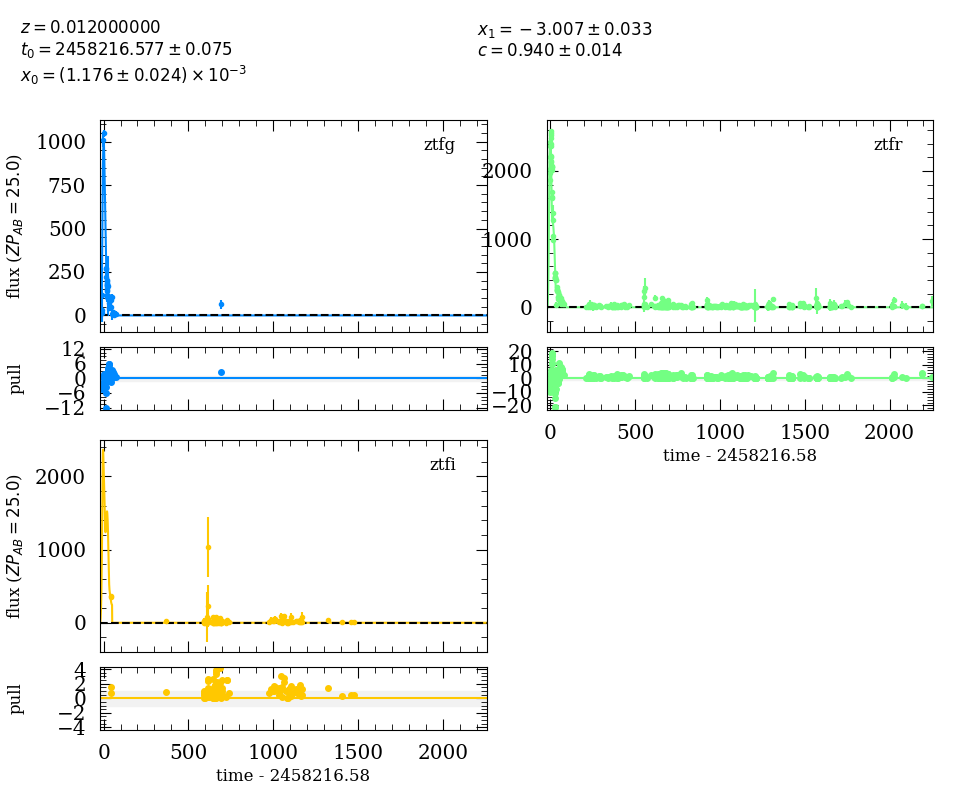 z = 0.012000000
t₀ = 2458216.577 ± 0.075
x₀ = (1.176 ± 0.024) × 10⁻³
x₁ = −3.007 ± 0.033
c = 0.940 ± 0.014
ztfg
flux (ZP_AB = 25.0)
1000
750
500
250
0
pull
12
6
0
−6
−12
ztfr
2000
1000
0
20
10
0
−10
−20
0 500 1000 1500 2000
time - 2458216.58
ztfi
flux (ZP_AB = 25.0)
2000
1000
0
pull
4
2
0
−2
−4
0 500 1000 1500 2000
time - 2458216.58